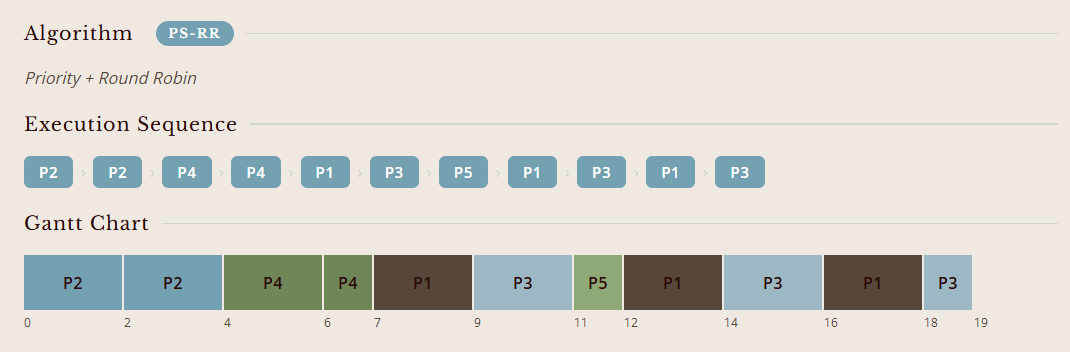 Algorithm PS-RR
Priority + Round Robin
Execution Sequence
P2 › P2 › P4 › P4 › P1 › P3 › P5 › P1 › P3 › P1 › P3
Gantt Chart
P2 P2 P4 P4 P1 P3 P5 P1 P3 P1 P3
0 2 4 6 7 9 11 12 14 16 18 19